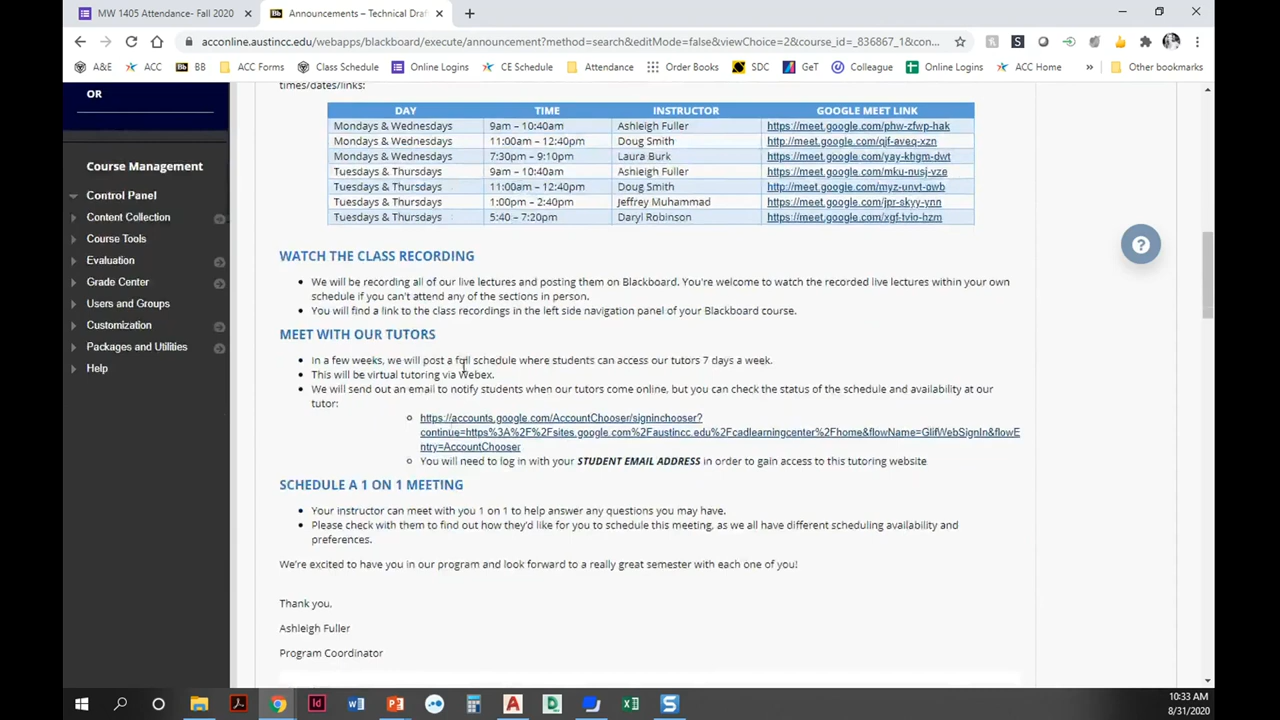 MW 1405 Attendance- Fall 2020
Announcements – Technical Draf
acconline.austincc.edu/webapps/blackboard/execute/announcement?method=search&editMode=false&viewChoice=2&course_id=_836867_1&con...
A&E ACC BB ACC Forms Class Schedule Online Logins CE Schedule Attendance Order Books SDC GeT Colleague Online Logins ACC Home » Other bookmarks
OR
Course Management
Control Panel
Content Collection
Course Tools
Evaluation
Grade Center
Users and Groups
Customization
Packages and Utilities
Help
times/dates/links:
DAY TIME INSTRUCTOR GOOGLE MEET LINK
Mondays & Wednesdays 9am – 10:40am Ashleigh Fuller https://meet.google.com/phw-zfwp-hak
Mondays & Wednesdays 11:00am – 12:40pm Doug Smith http://meet.google.com/qjf-aveq-xzn
Mondays & Wednesdays 7:30pm – 9:10pm Laura Burk https://meet.google.com/yay-khgm-dwt
Tuesdays & Thursdays 9am – 10:40am Ashleigh Fuller https://meet.google.com/mku-nusj-vze
Tuesdays & Thursdays 11:00am – 12:40pm Doug Smith http://meet.google.com/myz-unvt-owb
Tuesdays & Thursdays 1:00pm – 2:40pm Jeffrey Muhammad https://meet.google.com/jpr-skyy-ynn
Tuesdays & Thursdays 5:40 – 7:20pm Daryl Robinson https://meet.google.com/xgf-tvio-hzm
WATCH THE CLASS RECORDING
• We will be recording all of our live lectures and posting them on Blackboard. You're welcome to watch the recorded live lectures within your own
schedule if you can't attend any of the sections in person.
• You will find a link to the class recordings in the left side navigation panel of your Blackboard course.
MEET WITH OUR TUTORS
• In a few weeks, we will post a full schedule where students can access our tutors 7 days a week.
• This will be virtual tutoring via Webex.
• We will send out an email to notify students when our tutors come online, but you can check the status of the schedule and availability at our
tutor:
https://accounts.google.com/AccountChooser/signinchooser?
continue=https%3A%2F%2Fsites.google.com%2Faustincc.edu%2Fcadlearningcenter%2Fhome&flowName=GlifWebSignIn&flowE
ntry=AccountChooser
You will need to log in with your STUDENT EMAIL ADDRESS in order to gain access to this tutoring website
SCHEDULE A 1 ON 1 MEETING
• Your instructor can meet with you 1 on 1 to help answer any questions you may have.
• Please check with them to find out how they'd like for you to schedule this meeting, as we all have different scheduling availability and
preferences.
We're excited to have you in our program and look forward to a really great semester with each one of you!
Thank you,
Ashleigh Fuller
Program Coordinator
10:33 AM
8/31/2020